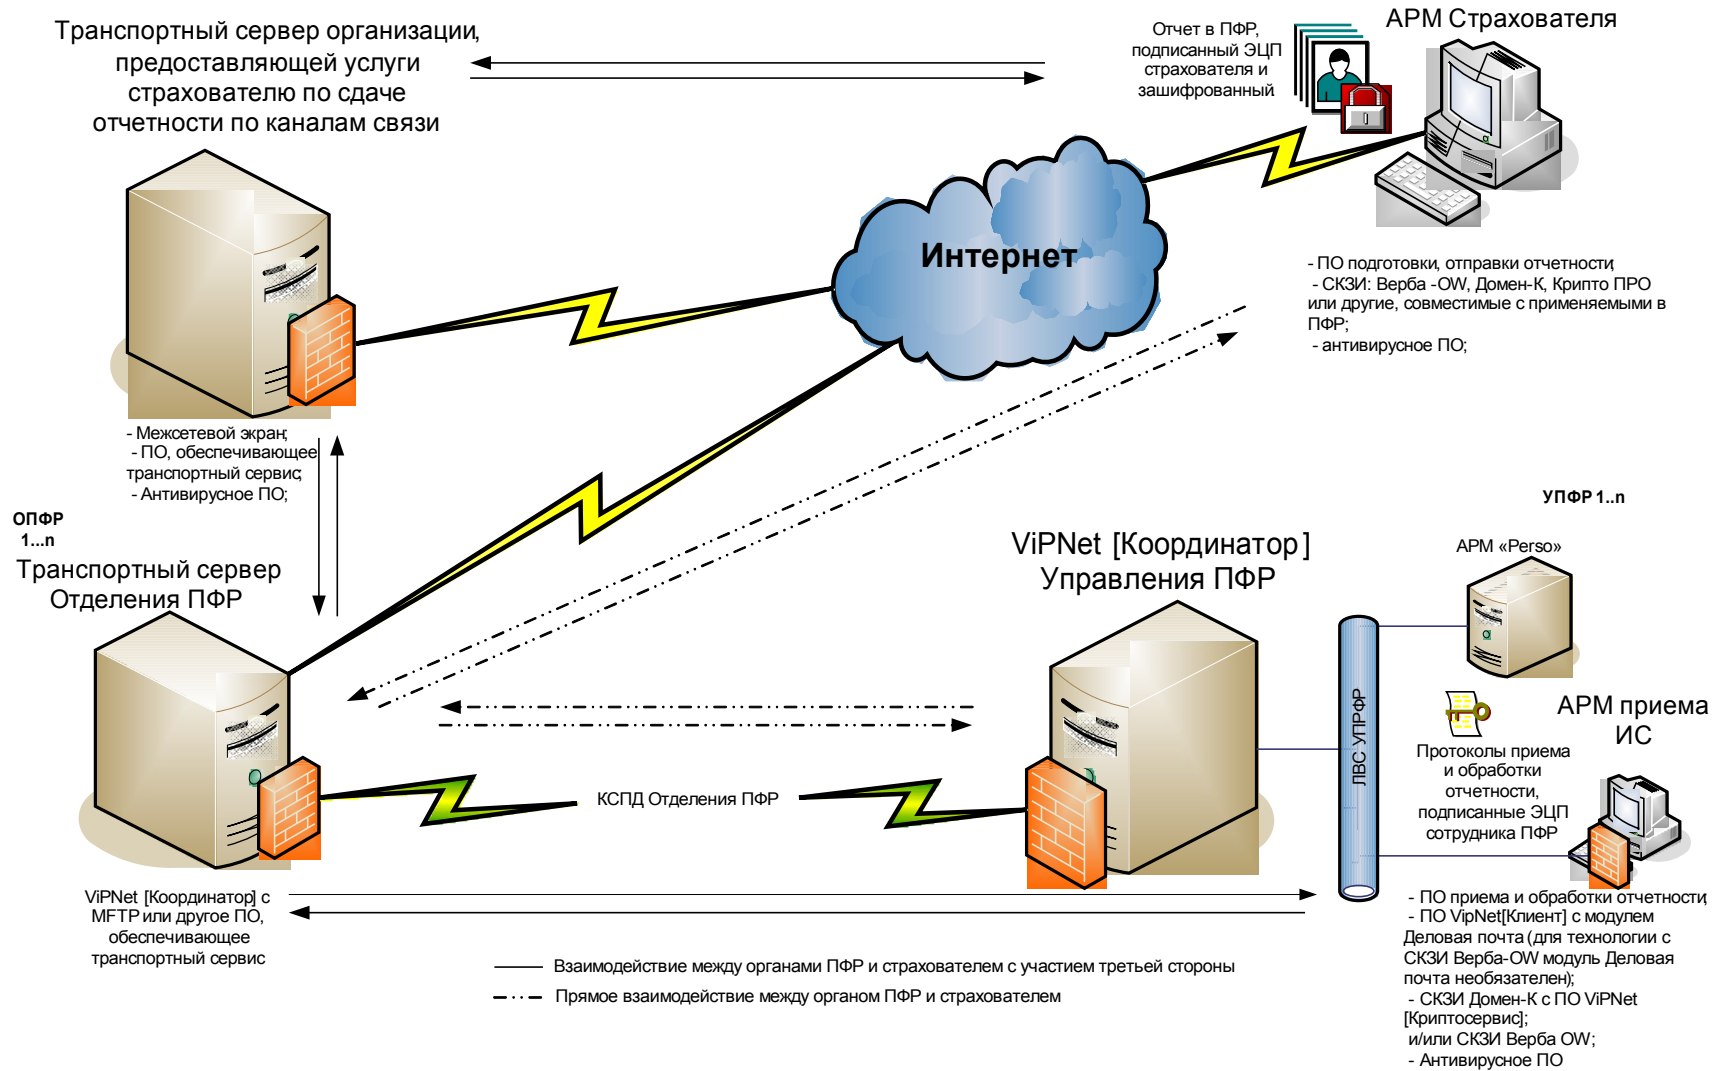 Транспортный сервер организации,
предоставляющей услуги
страхователю по сдаче
отчетности по каналам связи
Отчет в ПФР,
подписанный ЭЦП
страхователя и
зашифрованный
АРМ Страхователя
Интернет
- ПО подготовки, отправки отчетности;
- СКЗИ: Верба -OW, Домен-К, Крипто ПРО
или другие, совместимые с применяемыми в
ПФР;
- антивирусное ПО;
- Межсетевой экран;
- ПО, обеспечивающее
транспортный сервис;
- Антивирусное ПО;
ОПФР
1...n
Транспортный сервер
Отделения ПФР
ViPNet [Координатор]
Управления ПФР
УПФР 1..n
АРМ «Perso»
ЛВС УПРФР
АРМ приема
ИС
Протоколы приема
и обработки
отчетности,
подписанные ЭЦП
сотрудника ПФР
КСПД Отделения ПФР
ViPNet [Координатор] с
MFTP или другое ПО,
обеспечивающее
транспортный сервис
- ПО приема и обработки отчетности;
- ПО VipNet[Клиент] с модулем
Деловая почта (для технологии с
СКЗИ Верба-OW модуль Деловая
почта необязателен);
- СКЗИ Домен-К с ПО ViPNet
[Криптосервис];
и/или СКЗИ Верба OW;
- Антивирусное ПО
Взаимодействие между органами ПФР и страхователем с участием третьей стороны
Прямое взаимодействие между органом ПФР и страхователем